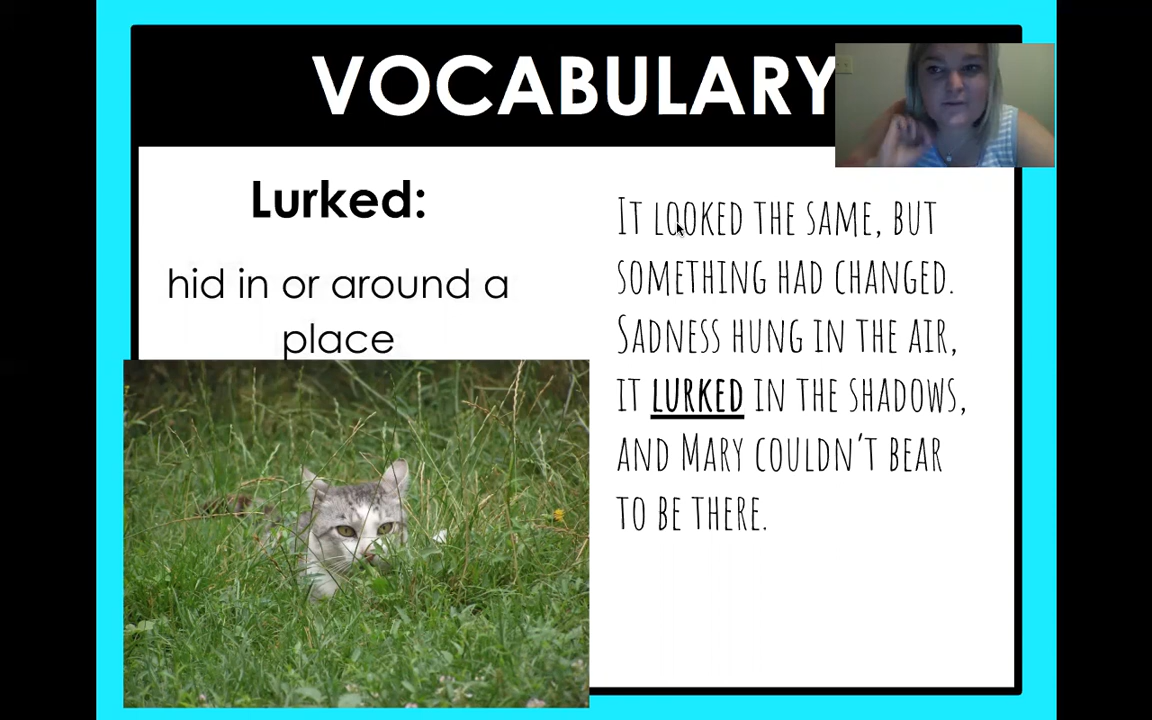 VOCABULARY
Lurked:
hid in or around a
place
It looked the same, but
something had changed.
Sadness hung in the air,
it lurked in the shadows,
and Mary couldn't bear
to be there.